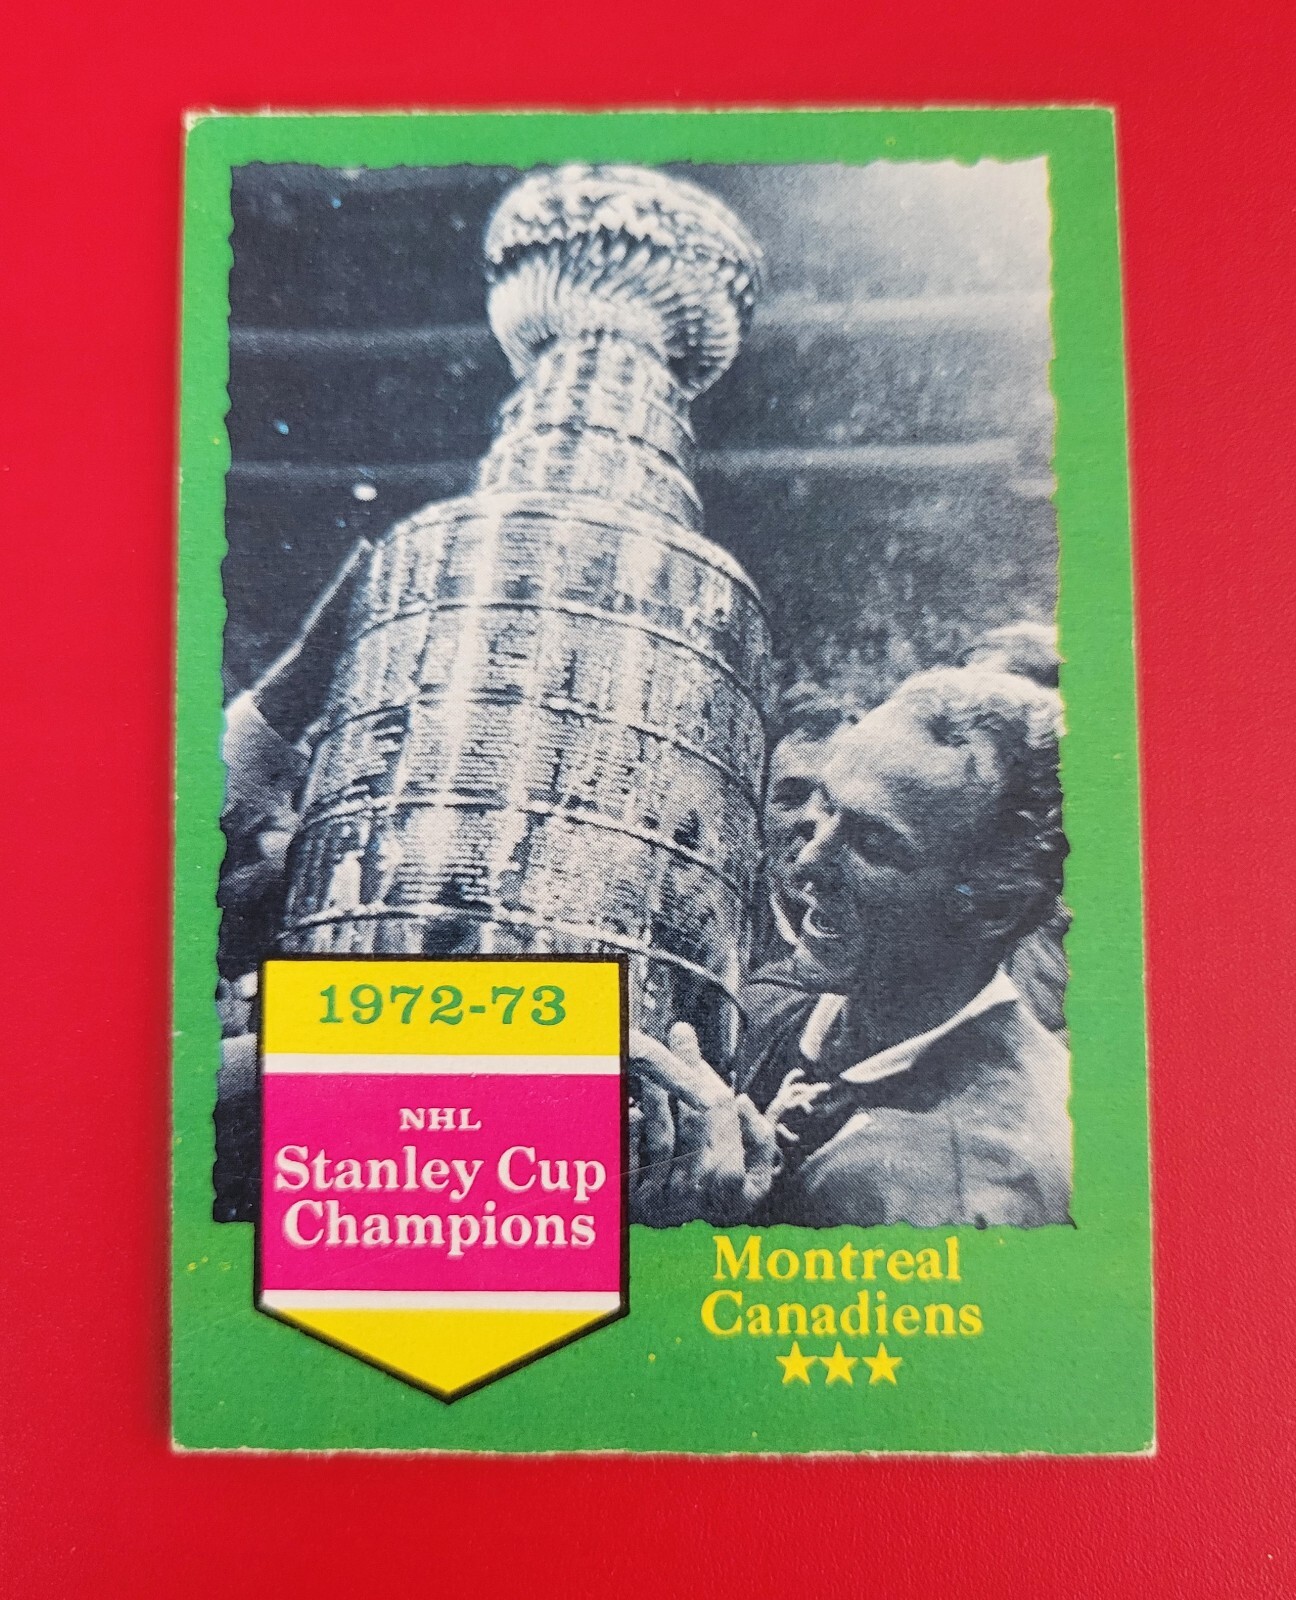 1972-73
NHL
Stanley Cup
Champions
Montreal
Canadiens